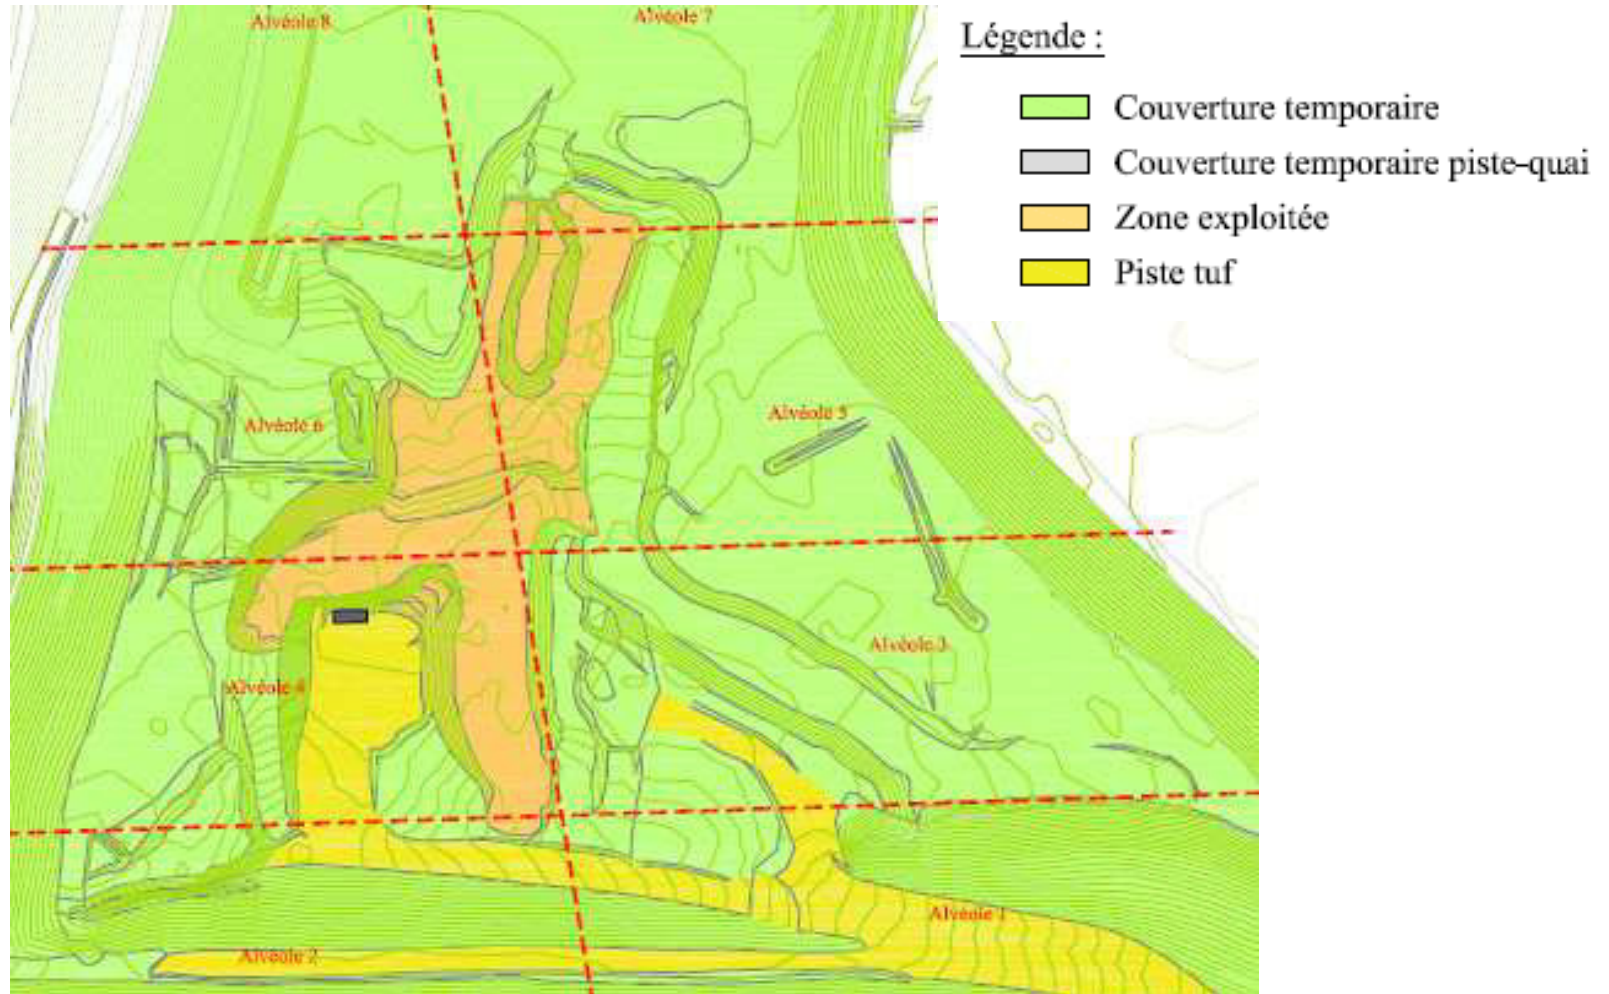 Alvéole 8
Alvéole 7
Légende :
Couverture temporaire
Couverture temporaire piste-quai
Zone exploitée
Piste tuf
Alvéole 5
Alvéole 6
Alvéole 3
Alvéole 4
Alvéole 1
Alvéole 2